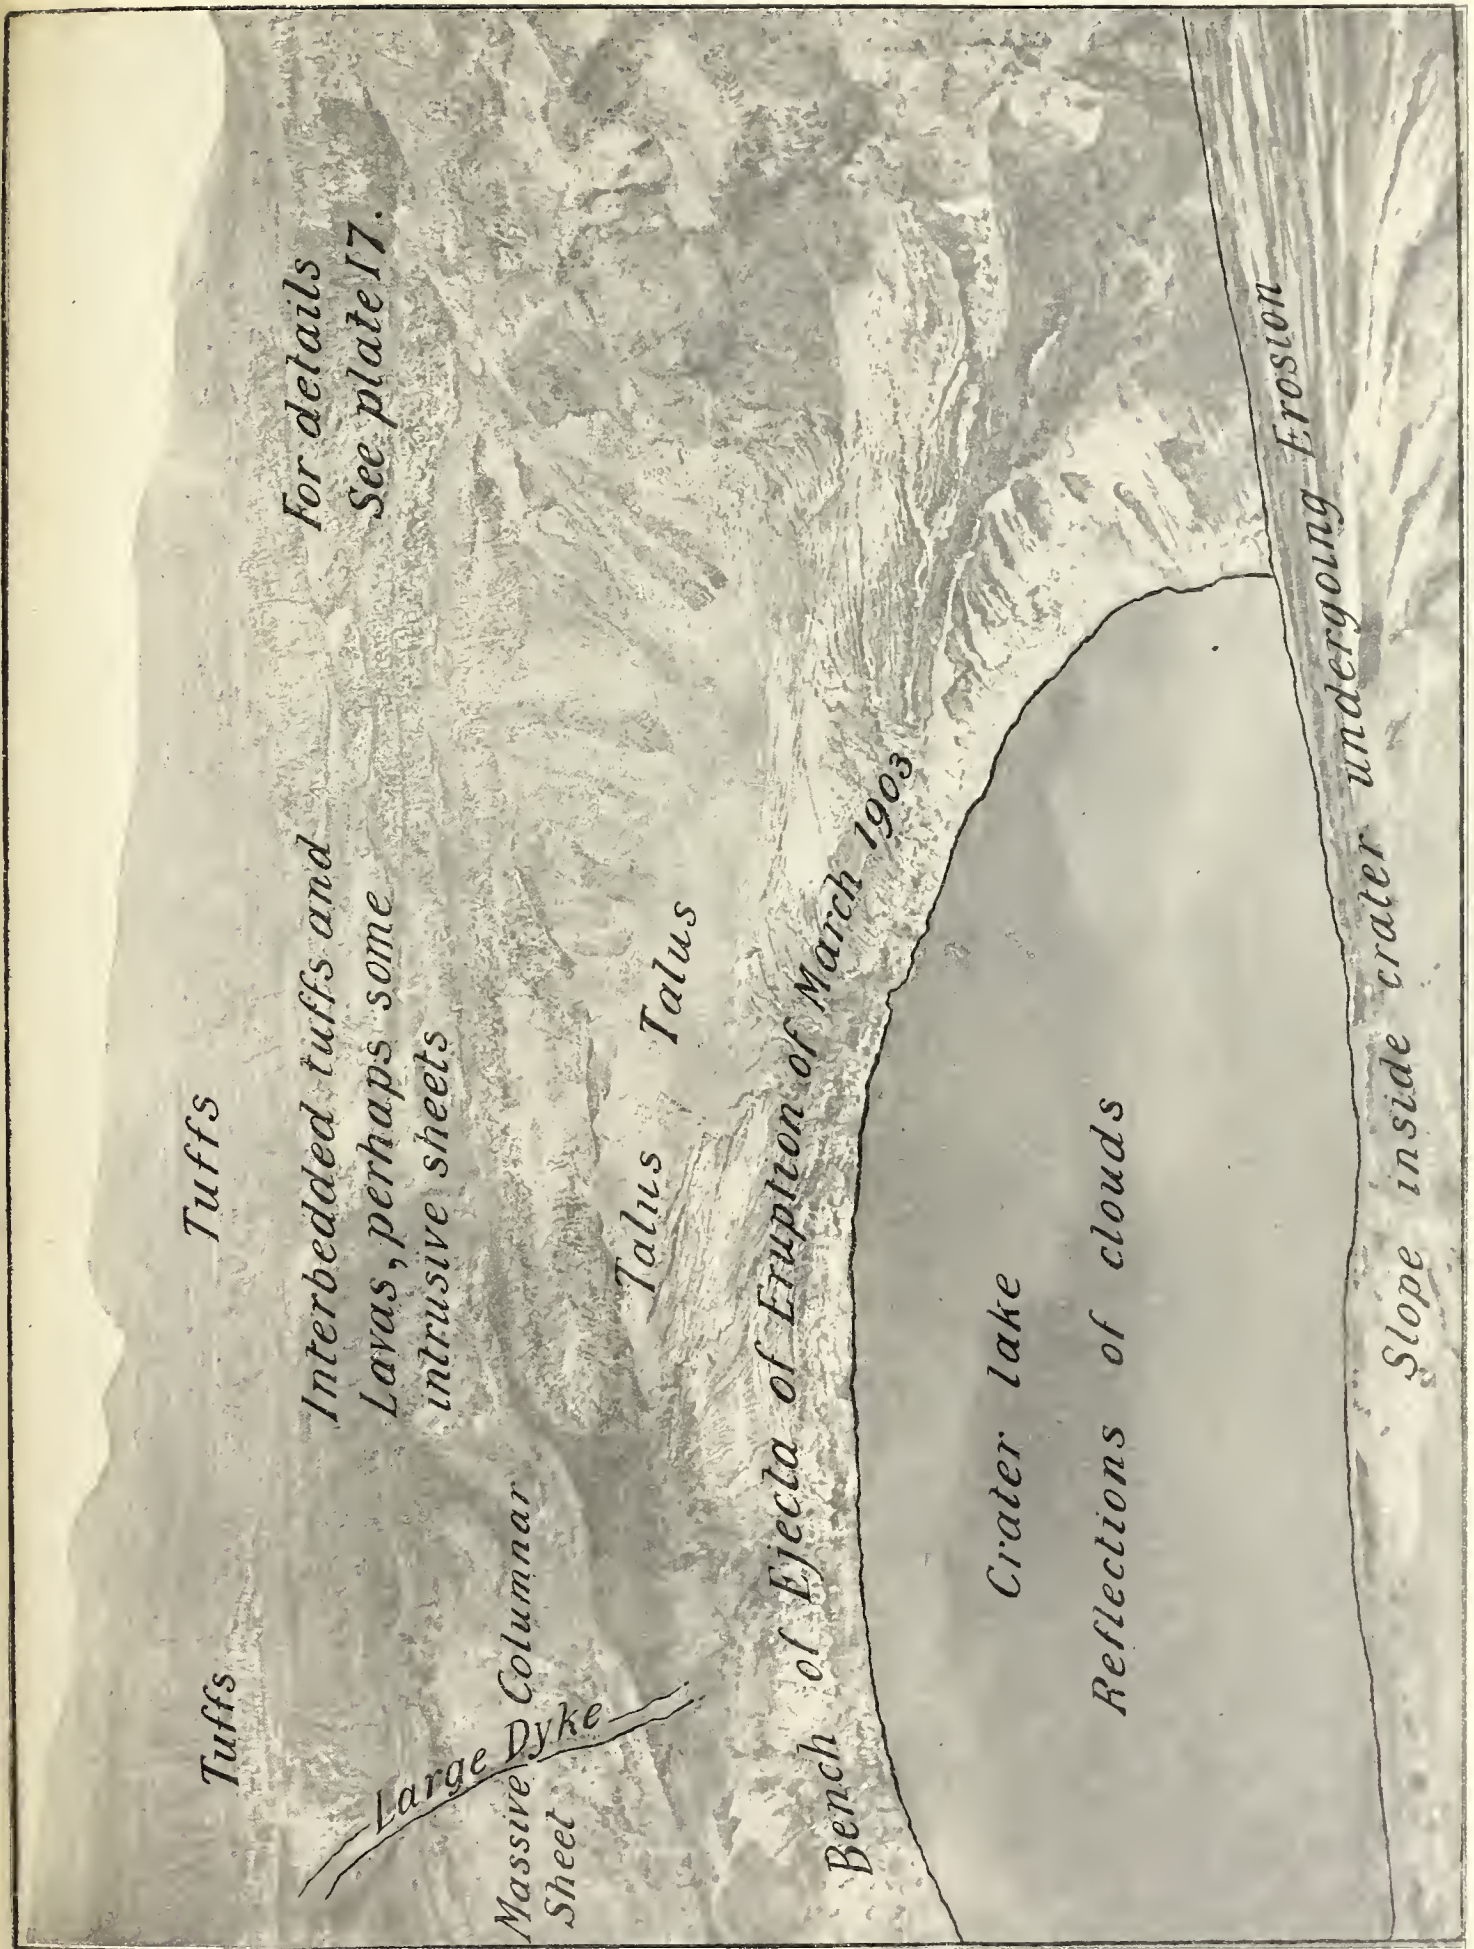 Tuffs
Tuffs
Interbedded tuffs and
Lavas, perhaps some
intrusive sheets
For details
See plate 17.
Large Dyke
Massive Columnar
Sheet
Talus
Talus
Bench of Ejecta of Eruption of March 1903
Crater lake
Reflections of clouds
Slope inside crater undergoing Erosion